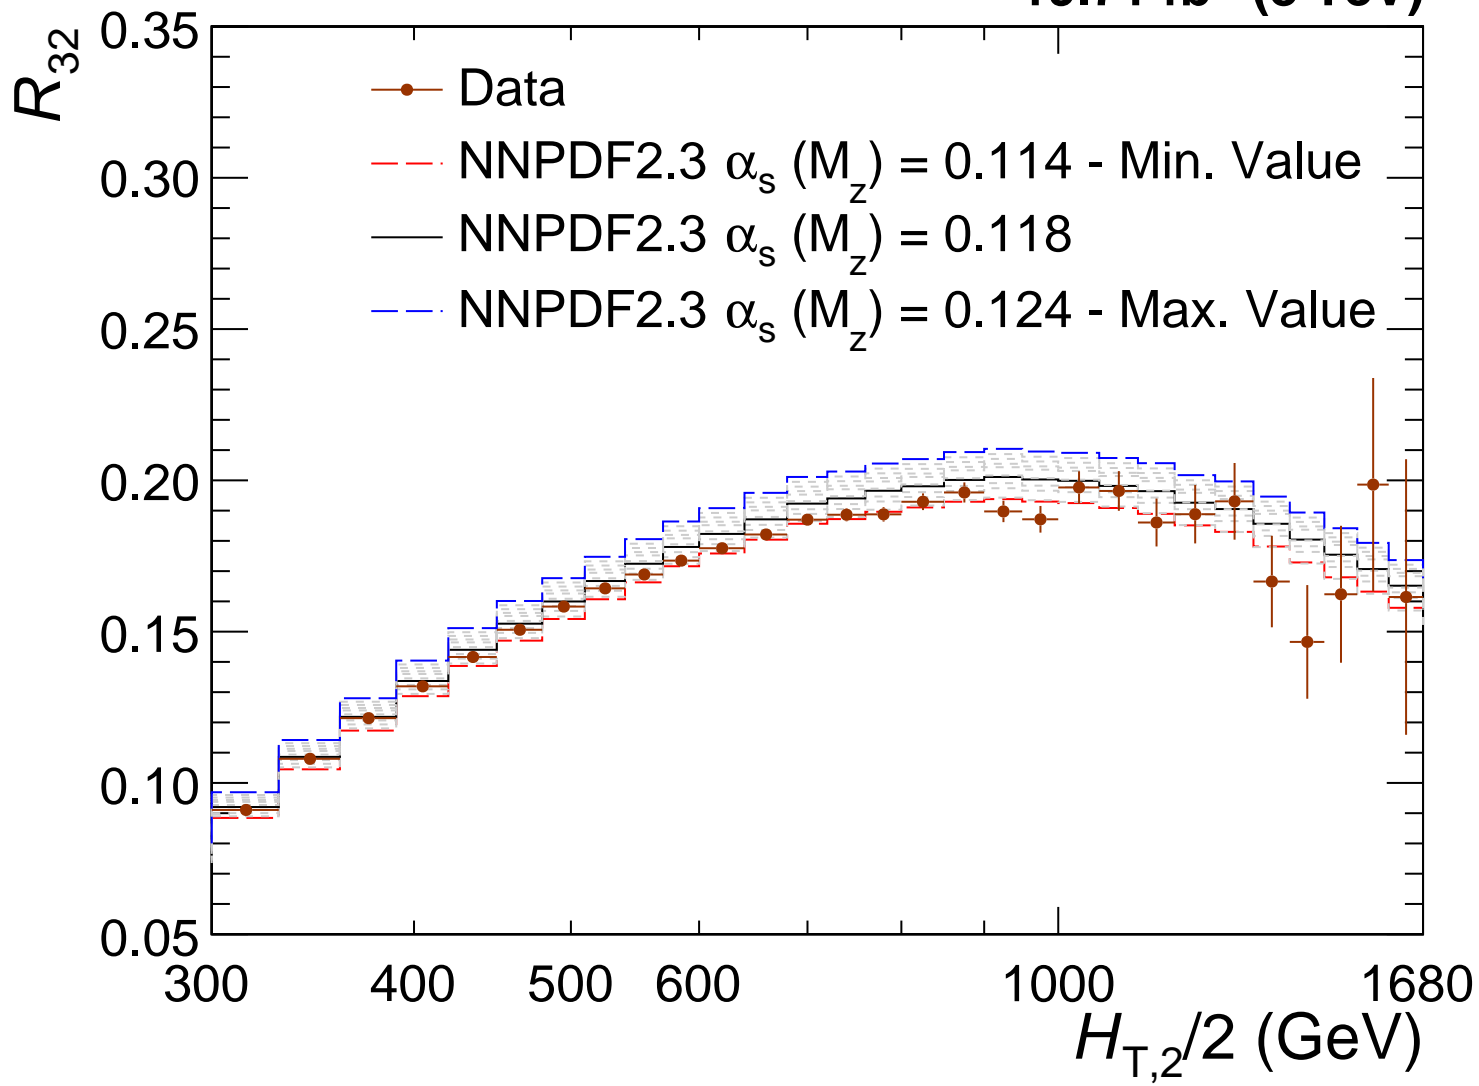 0.35
R32
Data
NNPDF2.3 αs (Mz) = 0.114 - Min. Value
0.30
NNPDF2.3 αs (Mz) = 0.118
NNPDF2.3 αs (Mz) = 0.124 - Max. Value
0.25
0.20
0.15
0.10
0.05
300 400 500 600 1000 1680
HT,2/2 (GeV)